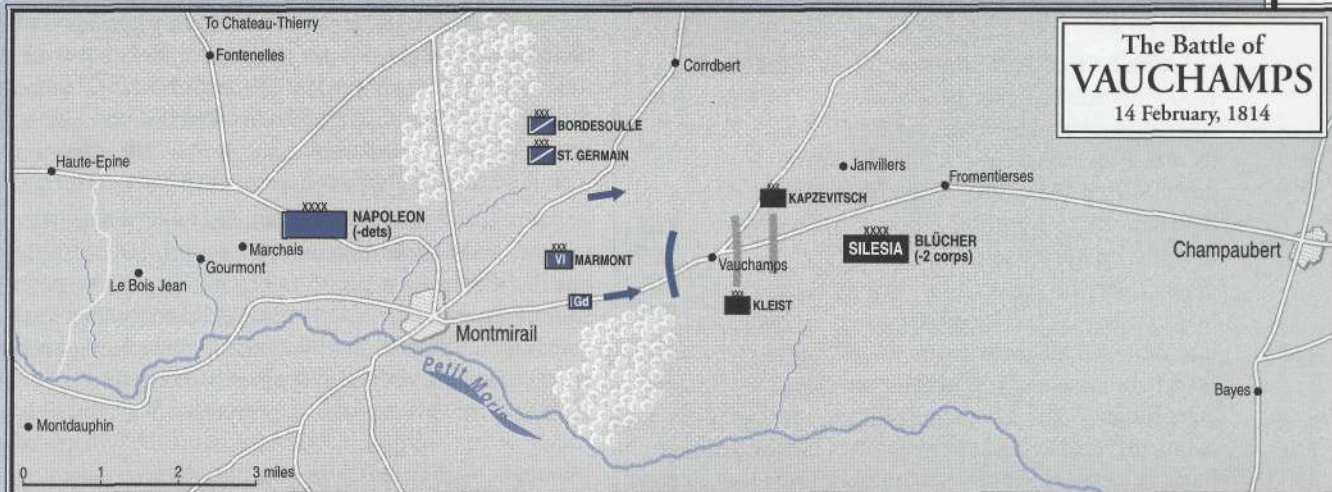 The Battle of
VAUCHAMPS
14 February, 1814
To Chateau-Thierry
Fontenelles
Corrdbert
XXX
BORDESOULLE
XXX
ST. GERMAIN
Haute-Epine
Janvillers
Fromentierses
XXX
KAPZEVITSCH
XXXX
NAPOLEON
(-dets)
XXXX
SILESIA
BLÜCHER
(-2 corps)
Champaubert
Marchais
Gourmont
Le Bois Jean
XXX
VI MARMONT
Vauchamps
Gd
XXX
KLEIST
Montmirail
Petit Morin
Bayes
Montdauphin
0 1 2 3 miles